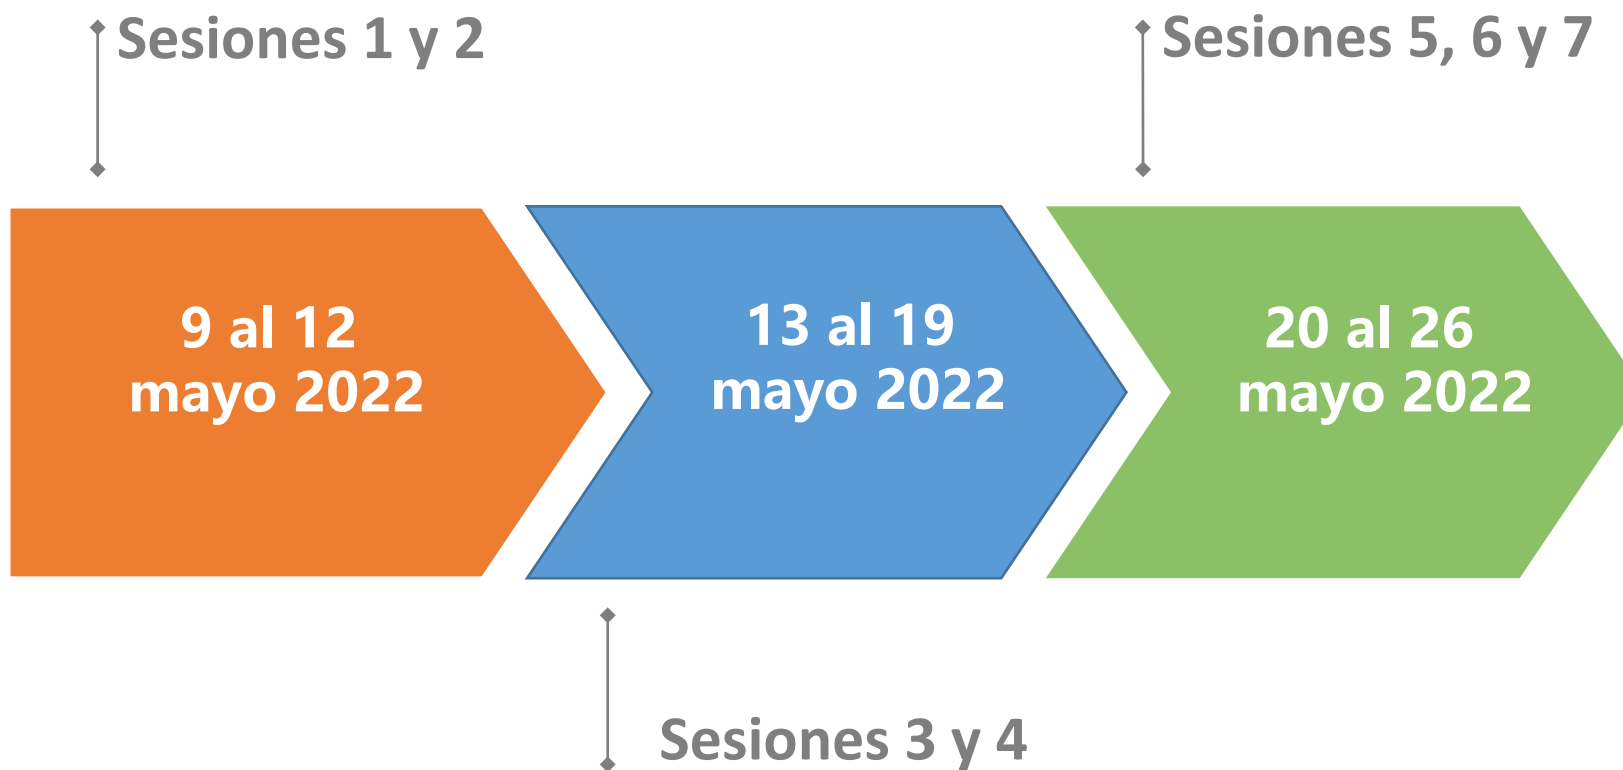 Sesiones 1 y 2
Sesiones 5, 6 y 7
9 al 12
mayo 2022
13 al 19
mayo 2022
20 al 26
mayo 2022
Sesiones 3 y 4